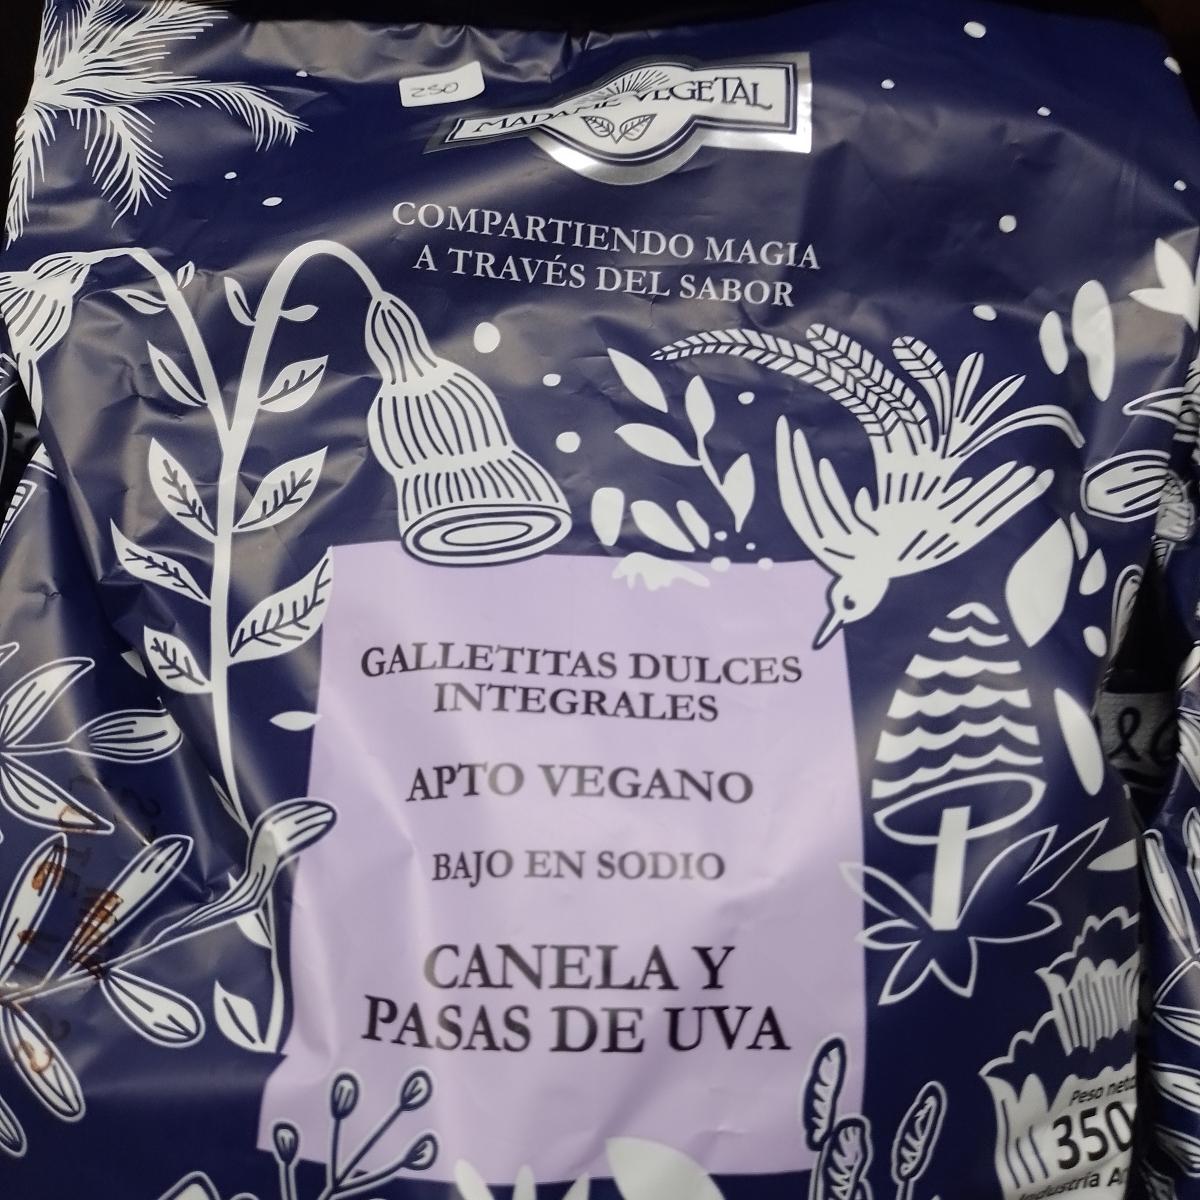 250
MADAME VEGETAL
COMPARTIENDO MAGIA
A TRAVÉS DEL SABOR
GALLETITAS DULCES
INTEGRALES
APTO VEGANO
BAJO EN SODIO
CANELA Y
PASAS DE UVA
Peso neto
350
Industria